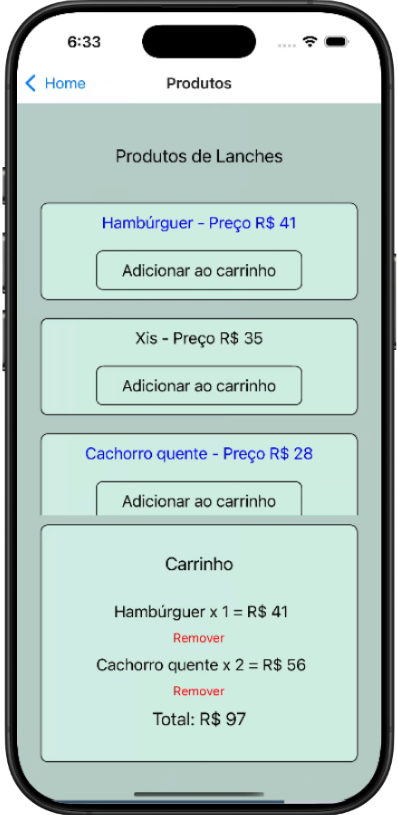 6:33
Home
Produtos
Produtos de Lanches
Hambúrguer - Preço R$ 41
Adicionar ao carrinho
Xis - Preço R$ 35
Adicionar ao carrinho
Cachorro quente - Preço R$ 28
Adicionar ao carrinho
Carrinho
Hambúrguer x 1 = R$ 41
Remover
Cachorro quente x 2 = R$ 56
Remover
Total: R$ 97